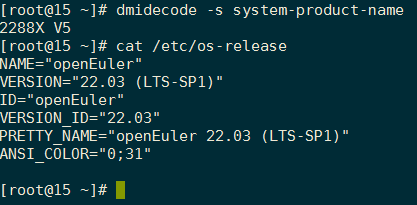 [root@15 ~]# dmidecode -s system-product-name
2288X V5
[root@15 ~]# cat /etc/os-release
NAME="openEuler"
VERSION="22.03 (LTS-SP1)"
ID="openEuler"
VERSION_ID="22.03"
PRETTY_NAME="openEuler 22.03 (LTS-SP1)"
ANSI_COLOR="0;31"
[root@15 ~]#